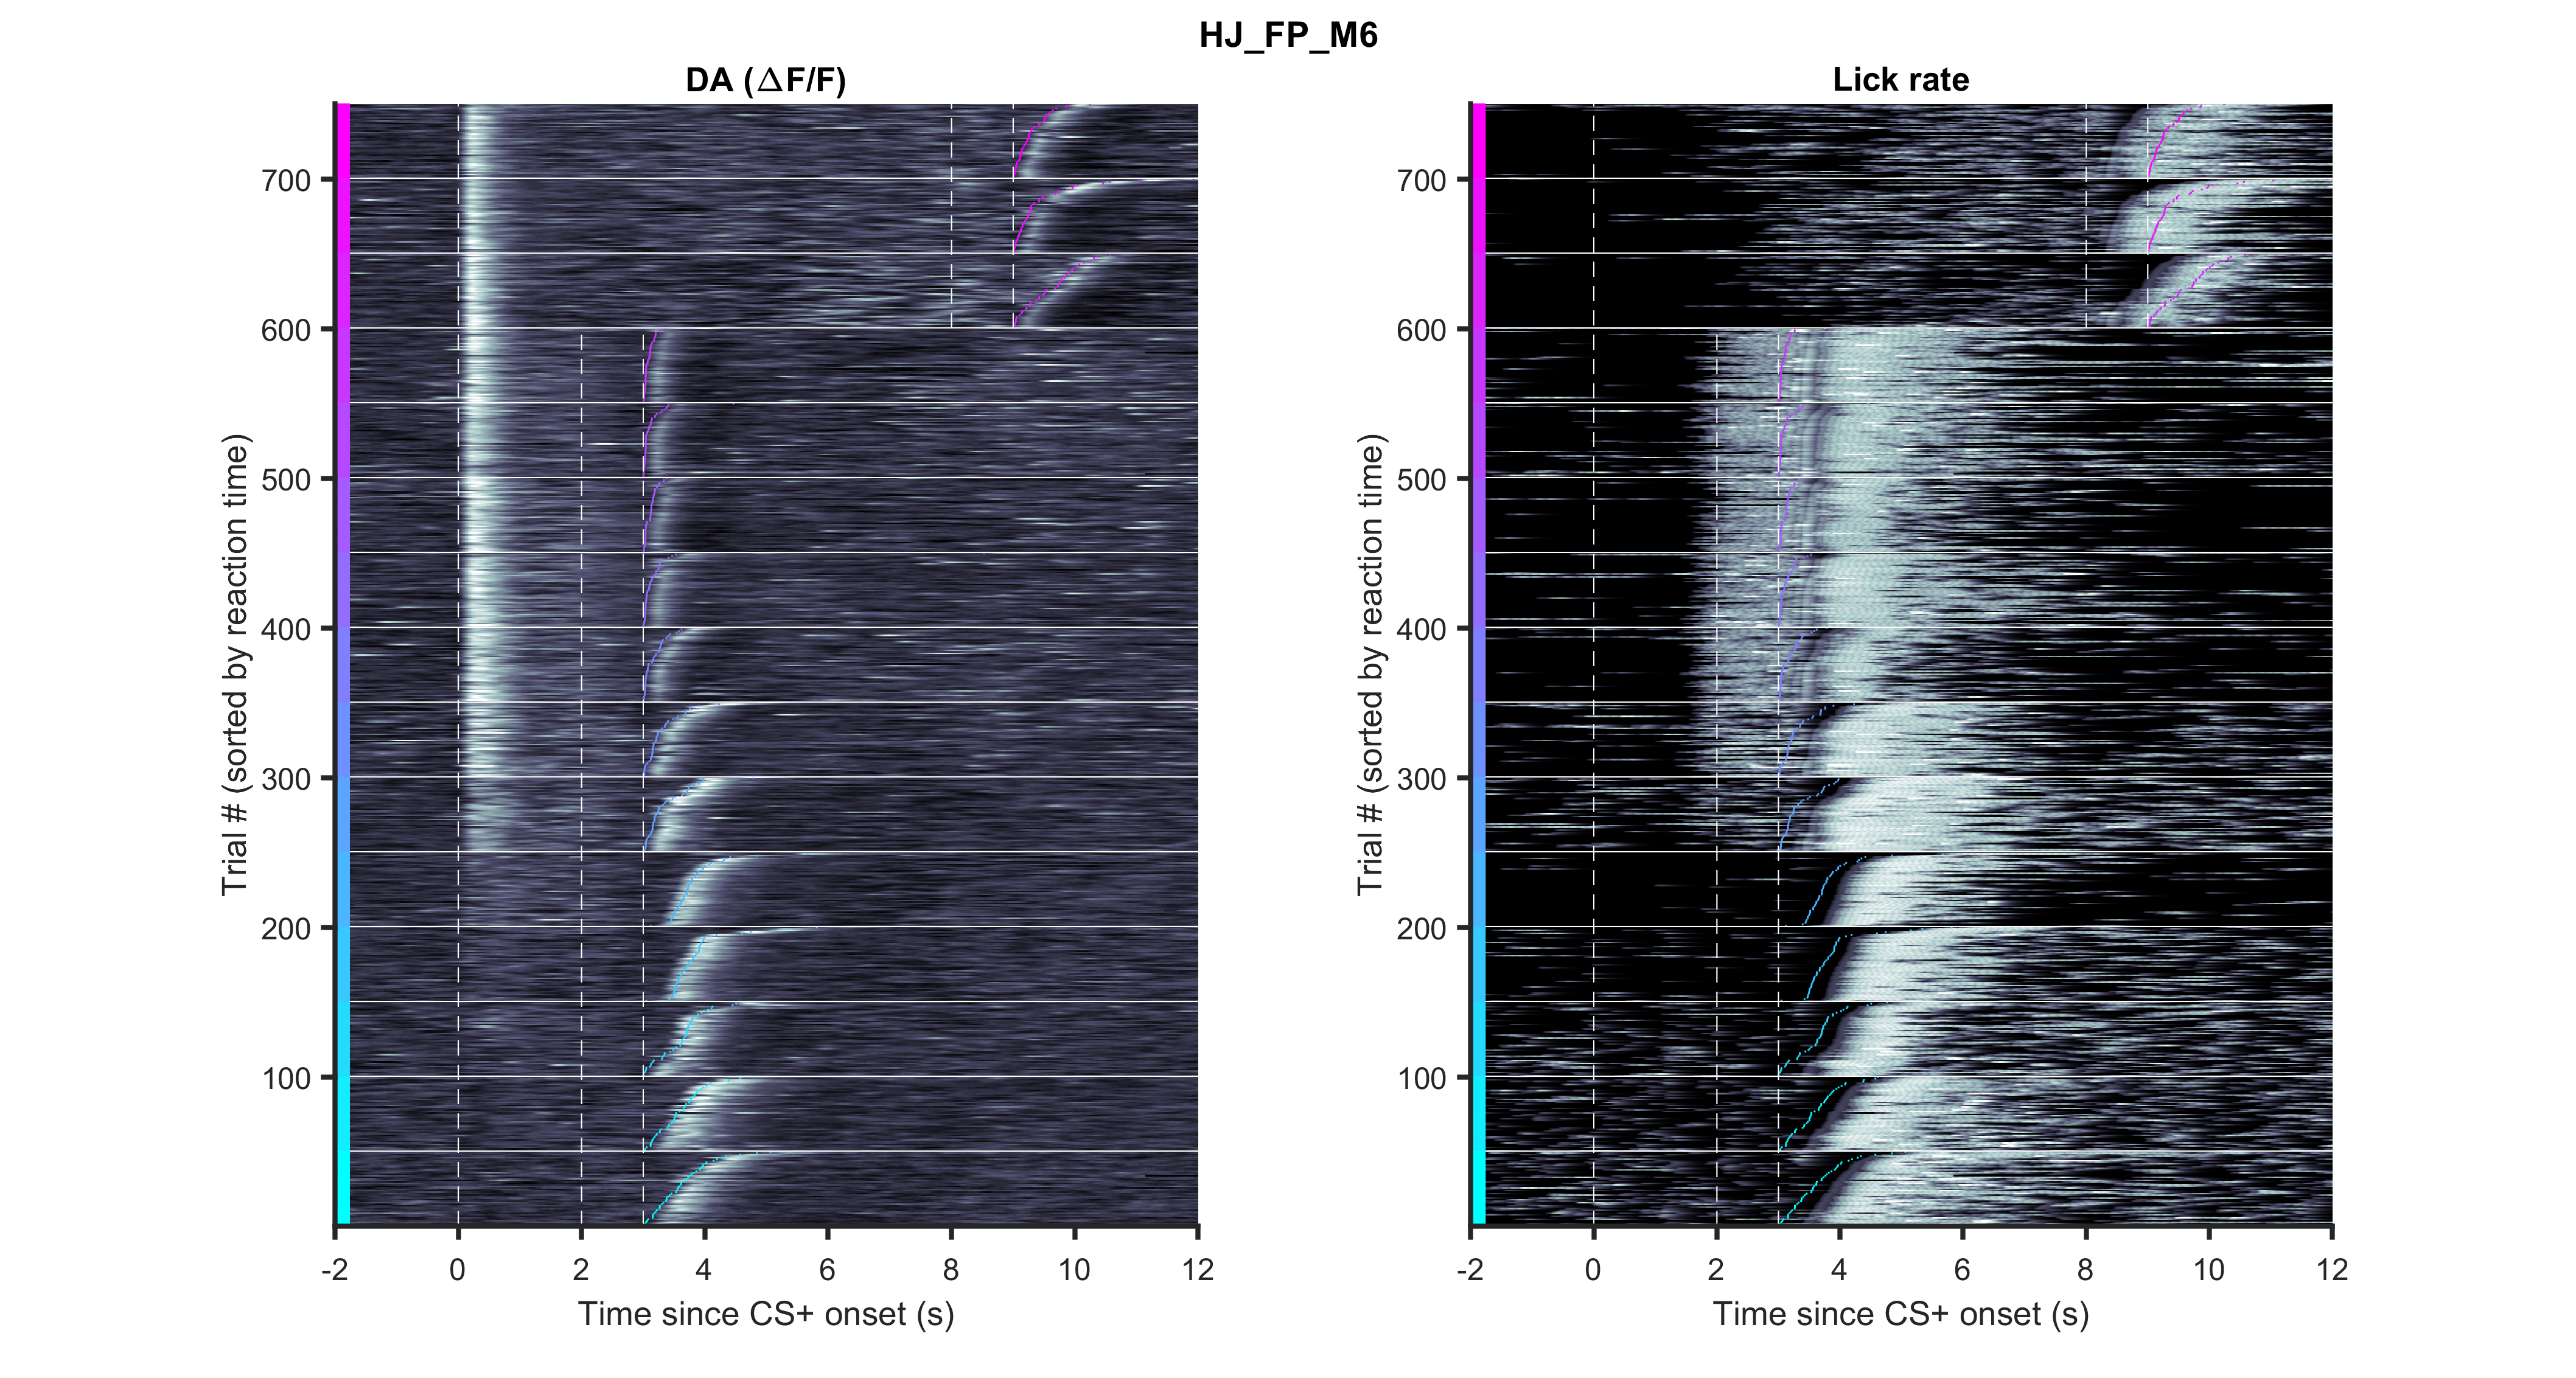 HJ_FP_M6
DA (ΔF/F)
Trial # (sorted by reaction time)
700
600
500
400
300
200
100
-2 0 2 4 6 8 10 12
Time since CS+ onset (s)
Lick rate
Trial # (sorted by reaction time)
700
600
500
400
300
200
100
-2 0 2 4 6 8 10 12
Time since CS+ onset (s)